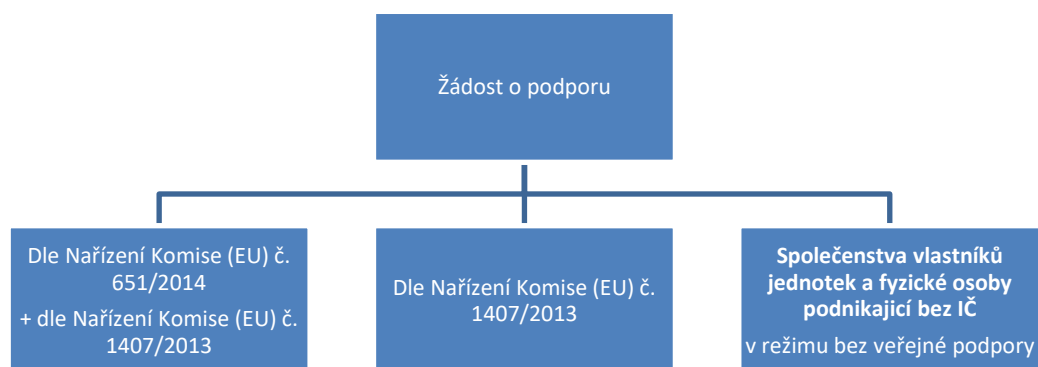 Žádost o podporu
Dle Nařízení Komise (EU) č.
651/2014
+ dle Nařízení Komise (EU) č.
1407/2013
Dle Nařízení Komise (EU) č.
1407/2013
Společenstva vlastníků
jednotek a fyzické osoby
podnikajicí bez IČ
v režimu bez veřejné podpory